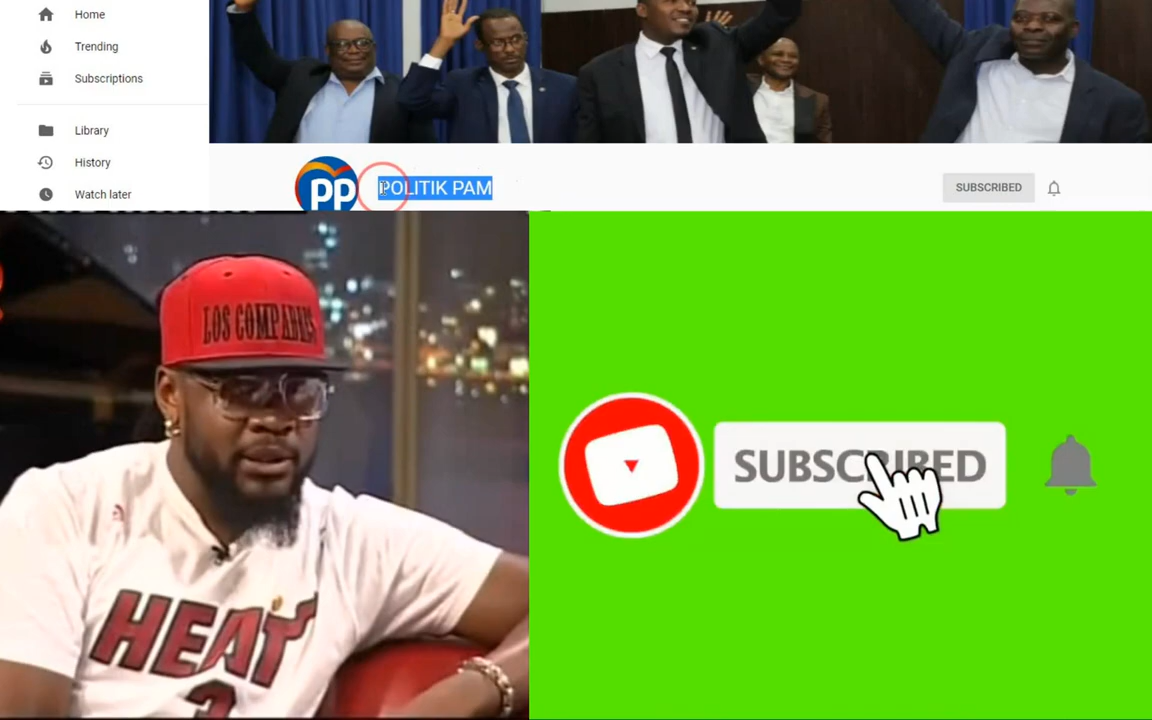 Home
Trending
Subscriptions
Library
History
Watch later
pp
POLITIK PAM
SUBSCRIBED
LOS COMPADRES
HEAT
SUBSCRIBED